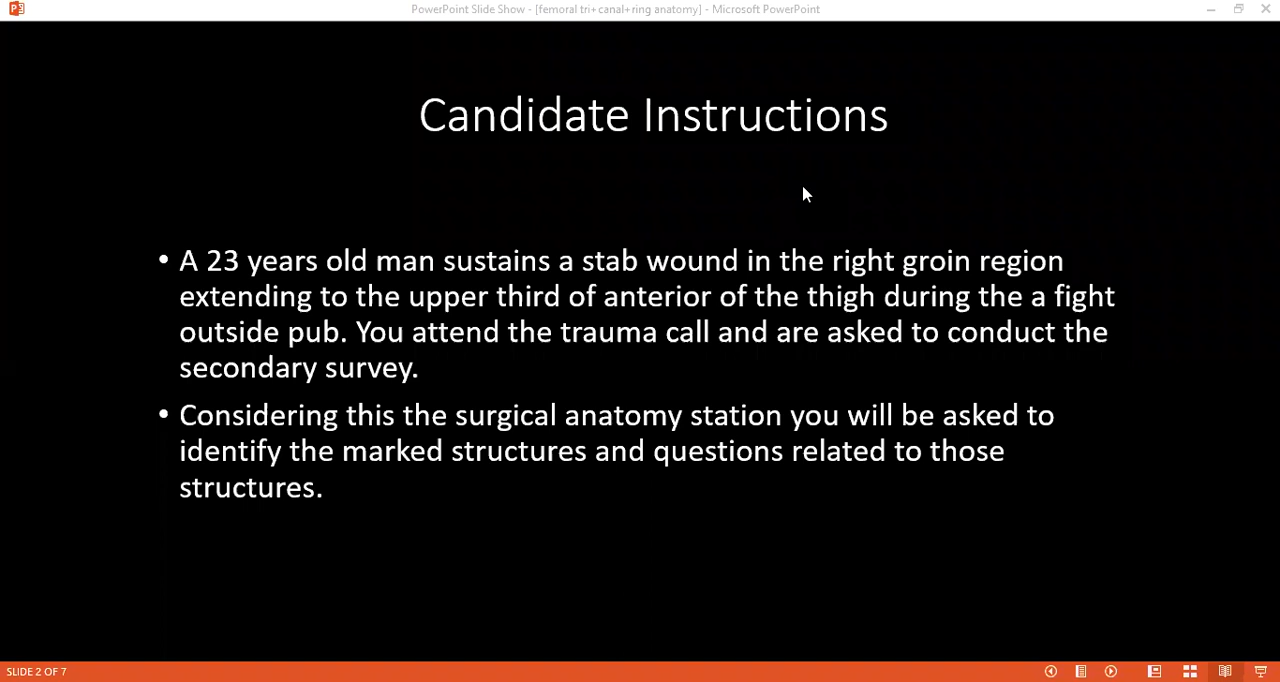 PowerPoint Slide Show - [femoral tri+canal+ring anatomy] - Microsoft PowerPoint
Candidate Instructions
• A 23 years old man sustains a stab wound in the right groin region
extending to the upper third of anterior of the thigh during the a fight
outside pub. You attend the trauma call and are asked to conduct the
secondary survey.
• Considering this the surgical anatomy station you will be asked to
identify the marked structures and questions related to those
structures.
SLIDE 2 OF 7